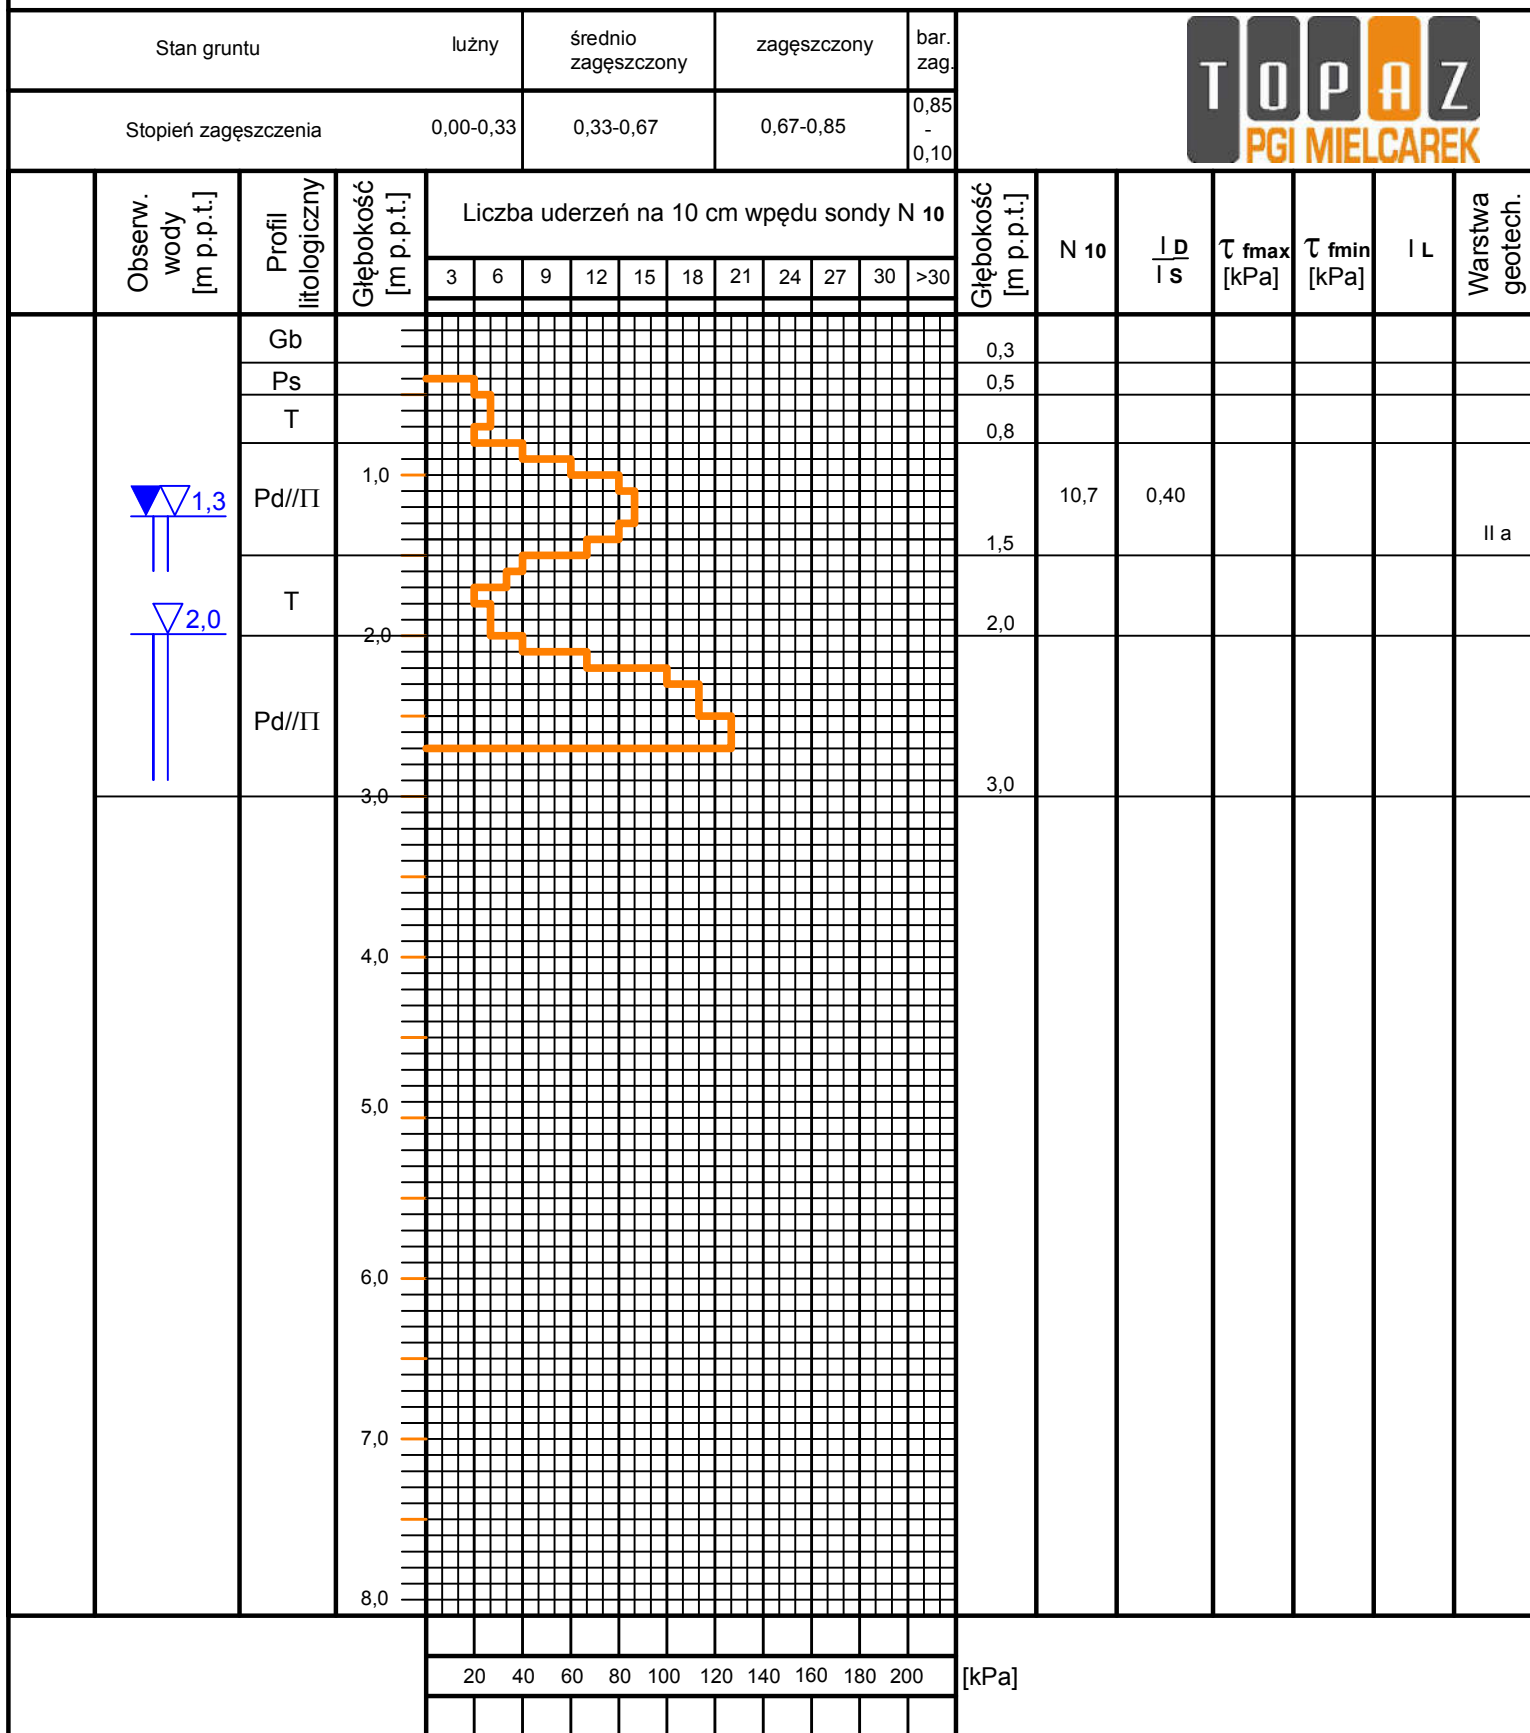 Stan gruntu
luźny
średnio
zagęszczony
zagęszczony
bar.
zag.
TOPAZ
PGI MIELCAREK
Stopień zagęszczenia
0,00-0,33
0,33-0,67
0,67-0,85
0,85
-
0,10
Obserw.
wody
[m p.p.t.]
Profil
litologiczny
Głębokość
[m p.p.t.]
Liczba uderzeń na 10 cm wpędu sondy N 10
3 6 9 12 15 18 21 24 27 30 >30
Głębokość
[m p.p.t.]
N 10
I D
I S
τ fmax
[kPa]
τ fmin
[kPa]
I L
Warstwa
geotech.
Gb
0,3
Ps
0,5
T
0,8
1,0
1,3
Pd//Π
10,7
0,40
1,5
II a
T
2,0
2,0
2,0
Pd//Π
3,0
3,0
4,0
5,0
6,0
7,0
8,0
20 40 60 80 100 120 140 160 180 200 [kPa]